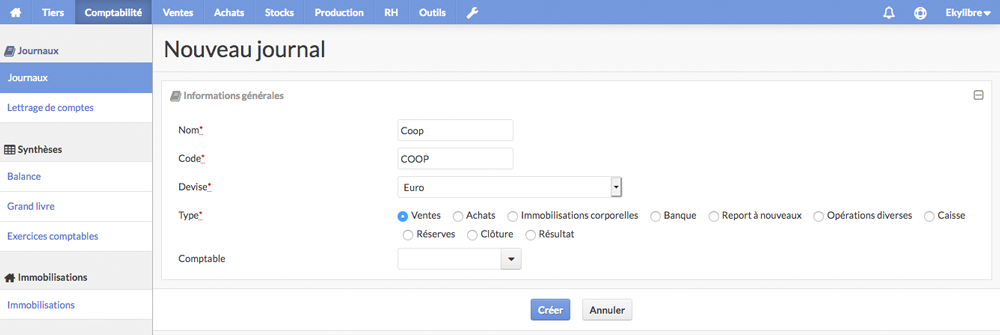 Tiers Comptabilité Ventes Achats Stocks Production RH Outils Ekylibre
Journaux
Journaux
Lettrage de comptes
Synthèses
Balance
Grand livre
Exercices comptables
Immobilisations
Immobilisations
Nouveau journal
Informations générales
Nom* Coop
Code* COOP
Devise* Euro
Type* Ventes Achats Immobilisations corporelles Banque Report à nouveaux Opérations diverses Caisse
Réserves Clôture Résultat
Comptable
Créer Annuler